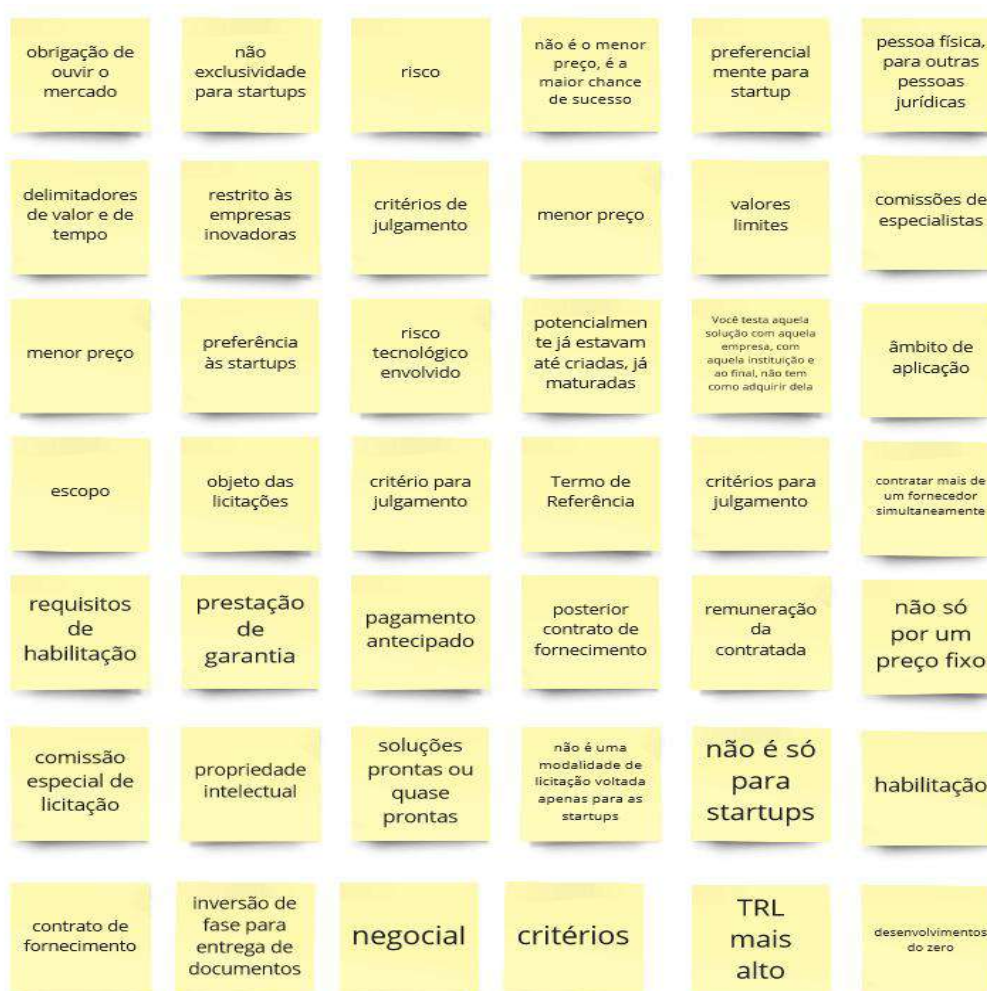 obrigação de
ouvir o
mercado
não
exclusividade
para startups
risco
não é o menor
preço, é a
maior chance
de sucesso
preferencial
mente para
startup
pessoa física,
para outras
pessoas
jurídicas
delimitadores
de valor e de
tempo
restrito às
empresas
inovadoras
critérios de
julgamento
menor preço
valores
limites
comissões de
especialistas
menor preço
preferência
às startups
risco
tecnológico
envolvido
potencialmen
te já estavam
até criadas, já
maturadas
Você testa aquela
solução com aquela
empresa, com
aquela instituição e
ao final, não tem
como adquirir dela
âmbito de
aplicação
escopo
objeto das
licitações
critério para
julgamento
Termo de
Referência
critérios para
julgamento
contratar mais de
um fornecedor
simultaneamente
requisitos
de
habilitação
prestação
de
garantia
pagamento
antecipado
posterior
contrato de
fornecimento
remuneração
da
contratada
não só
por um
preço fixo
comissão
especial de
licitação
propriedade
intelectual
soluções
prontas ou
quase
prontas
não é uma
modalidade de
licitação voltada
apenas para as
startups
não é só
para
startups
habilitação
contrato de
fornecimento
inversão de
fase para
entrega de
documentos
negocial
critérios
TRL
mais
alto
desenvolvimentos
do zero